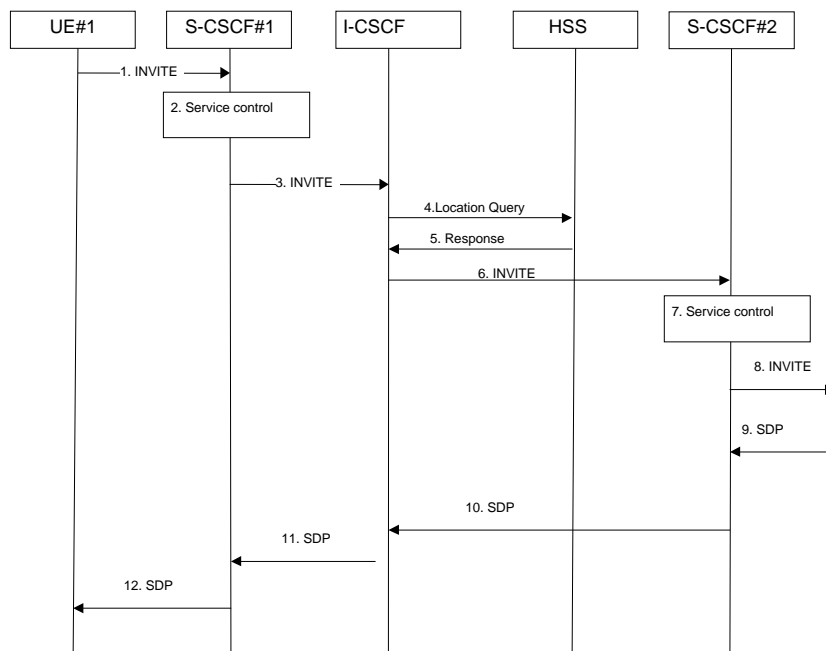 UE#1
S-CSCF#1
I-CSCF
HSS
S-CSCF#2
1. INVITE
2. Service control
3. INVITE
4.Location Query
5. Response
6. INVITE
7. Service control
8. INVITE
9. SDP
10. SDP
11. SDP
12. SDP